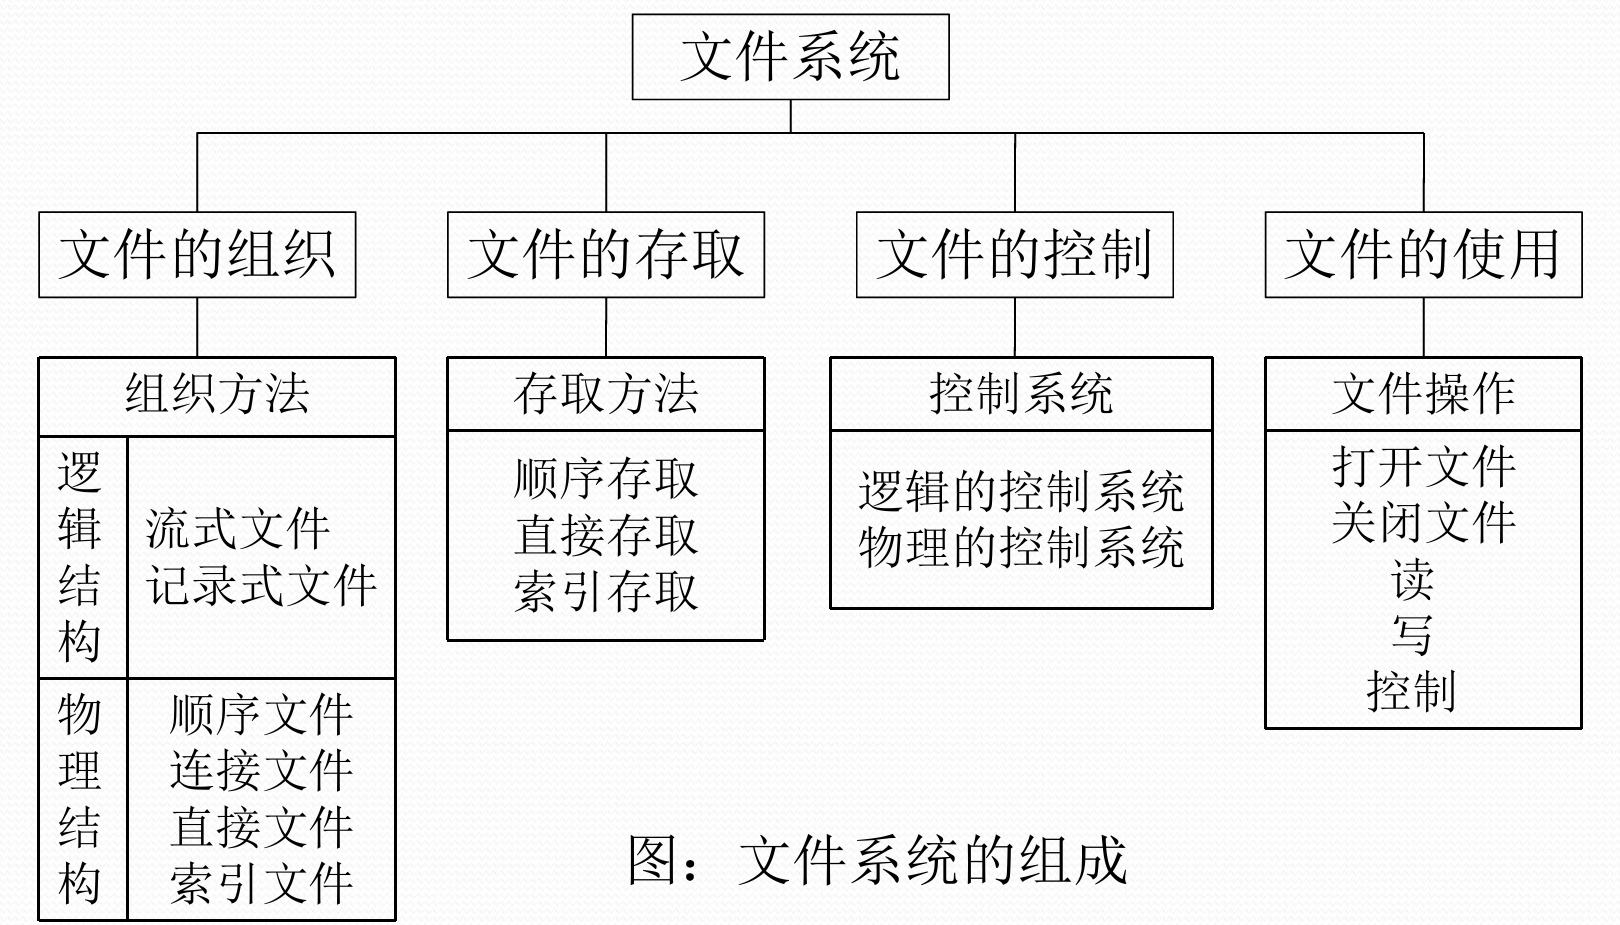 文件系统
文件的组织
文件的存取
文件的控制
文件的使用
组织方法
逻辑结构
流式文件
记录式文件
物理结构
顺序文件
连接文件
直接文件
索引文件
存取方法
顺序存取
直接存取
索引存取
控制系统
逻辑的控制系统
物理的控制系统
文件操作
打开文件
关闭文件
读
写
控制
图：文件系统的组成